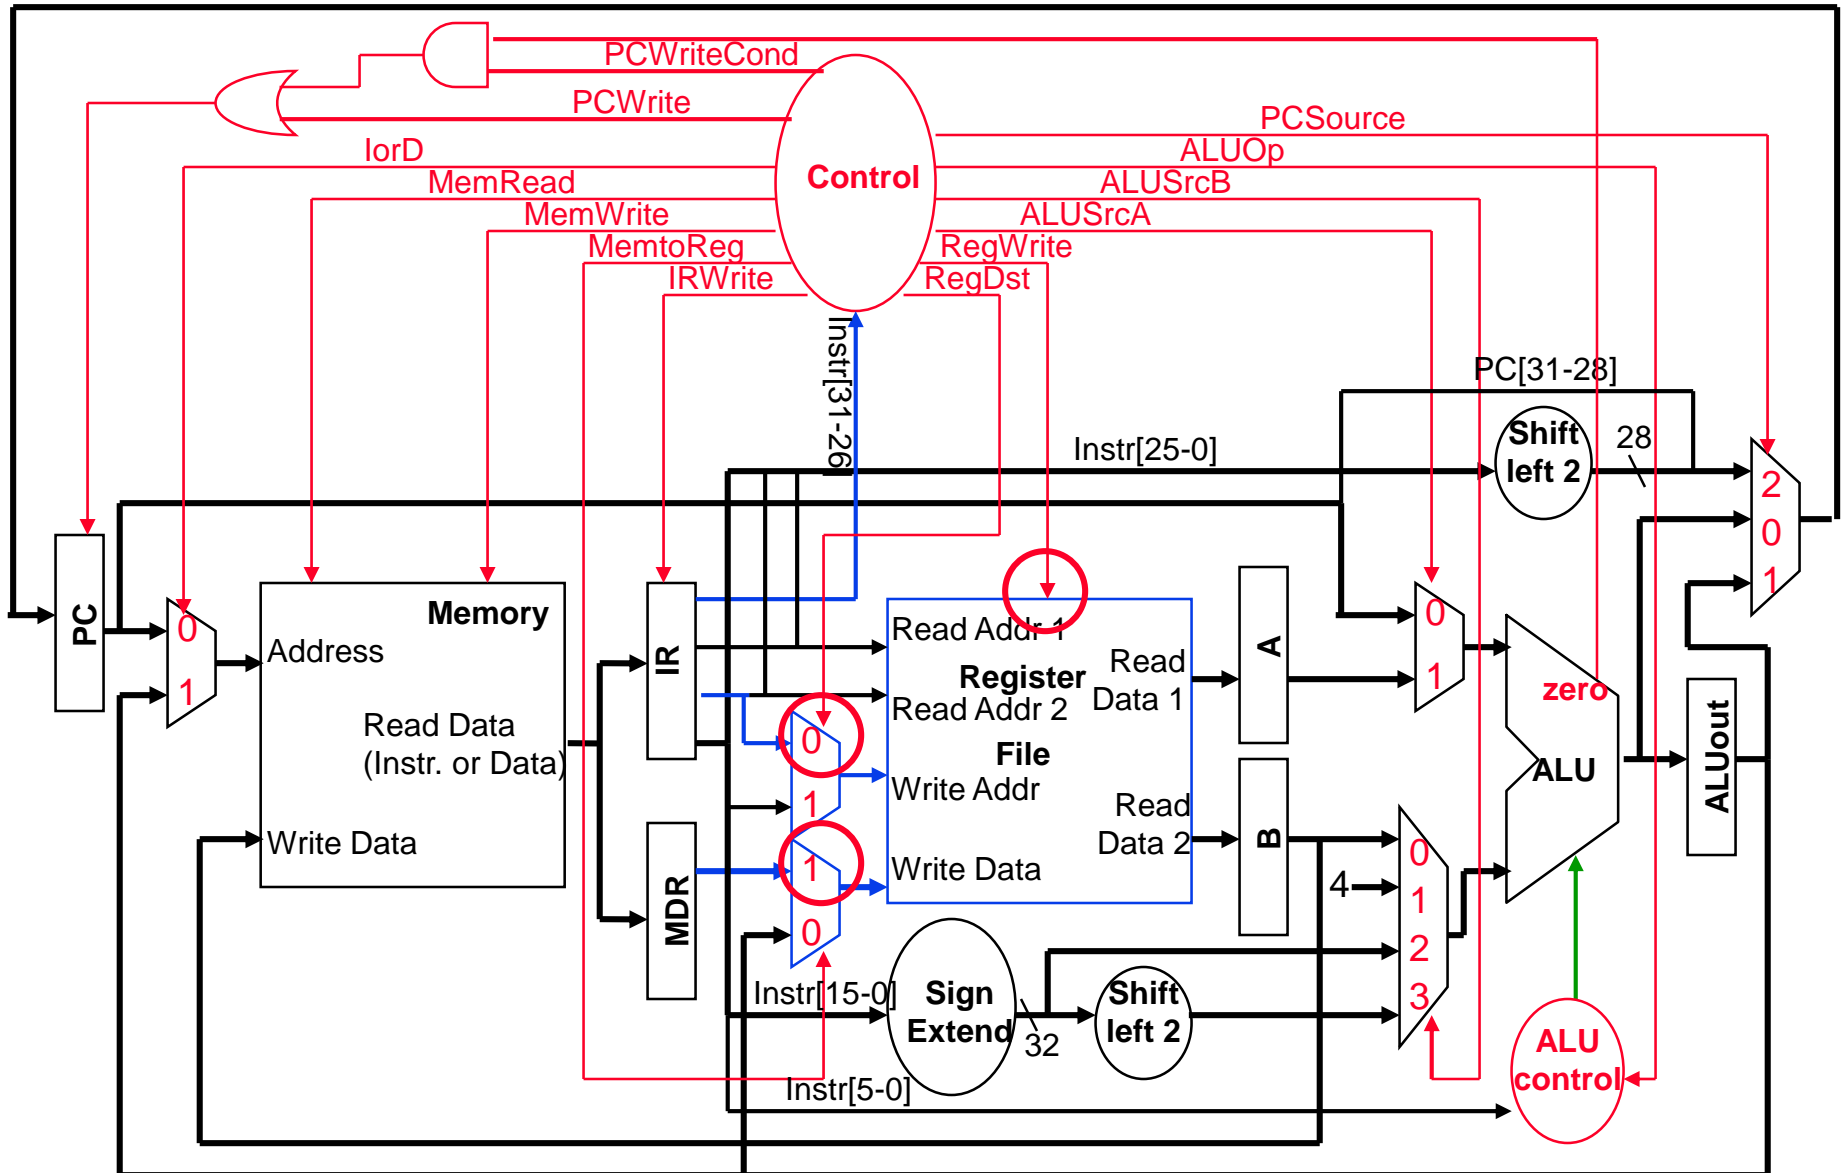 PCWriteCond
PCWrite
PCSource
IorD
ALUOp
Control
MemRead
ALUSrcB
MemWrite
ALUSrcA
MemtoReg
RegWrite
IRWrite
RegDst
Instr[31-26]
PC[31-28]
Instr[25-0]
Shift
left 2
28
2
0
1
PC
0
1
Memory
Address
Read Data
(Instr. or Data)
Write Data
IR
MDR
0
1
1
0
Read Addr 1
Register
Read Addr 2
File
Write Addr
Write Data
Read
Data 1
Read
Data 2
A
B
0
1
4
0
1
2
3
zero
ALU
ALUout
Instr[15-0]
Sign
Extend
32
Shift
left 2
ALU
control
Instr[5-0]